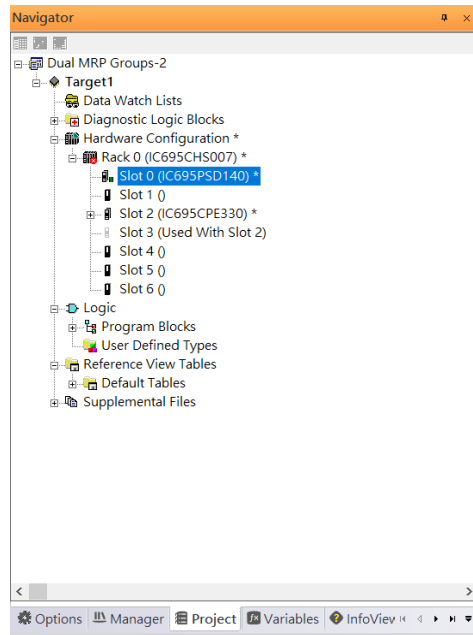 Navigator
Dual MRP Groups-2
Target1
Data Watch Lists
Diagnostic Logic Blocks
Hardware Configuration *
Rack 0 (IC695CHS007) *
Slot 0 (IC695PSD140) *
Slot 1 ()
Slot 2 (IC695CPE330) *
Slot 3 (Used With Slot 2)
Slot 4 ()
Slot 5 ()
Slot 6 ()
Logic
Program Blocks
User Defined Types
Reference View Tables
Default Tables
Supplemental Files
Options Manager Project Variables InfoView